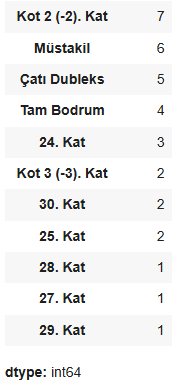 Kot 2 (-2). Kat 7
Müstakil 6
Çatı Dubleks 5
Tam Bodrum 4
24. Kat 3
Kot 3 (-3). Kat 2
30. Kat 2
25. Kat 2
28. Kat 1
27. Kat 1
29. Kat 1
dtype: int64